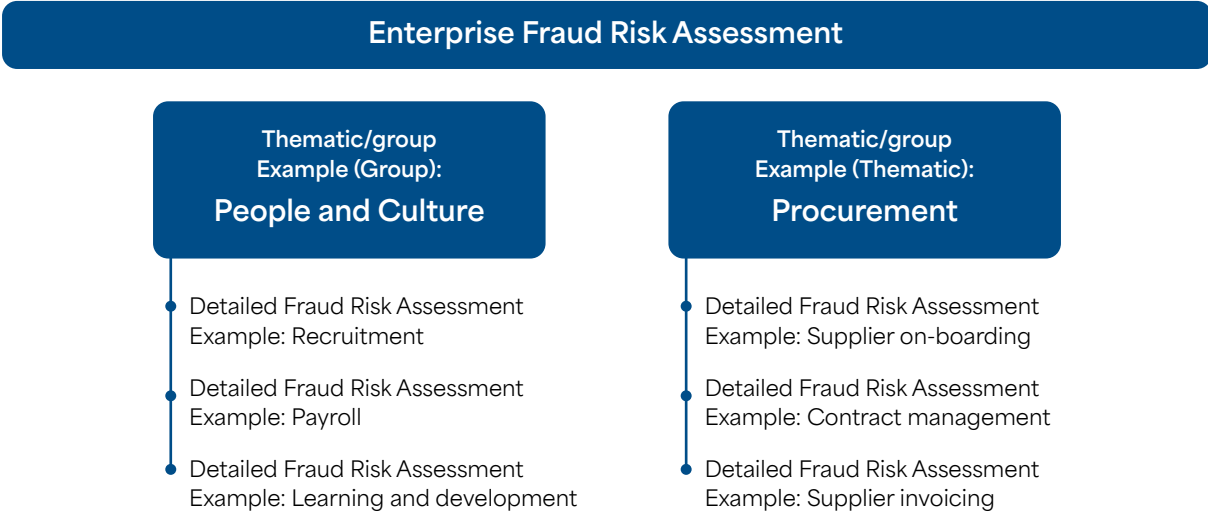 Enterprise Fraud Risk Assessment
Thematic/group
Example (Group):
People and Culture
Detailed Fraud Risk Assessment
Example: Recruitment
Detailed Fraud Risk Assessment
Example: Payroll
Detailed Fraud Risk Assessment
Example: Learning and development
Thematic/group
Example (Thematic):
Procurement
Detailed Fraud Risk Assessment
Example: Supplier on-boarding
Detailed Fraud Risk Assessment
Example: Contract management
Detailed Fraud Risk Assessment
Example: Supplier invoicing